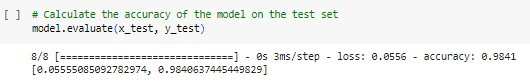 [ ] # Calculate the accuracy of the model on the test set
model.evaluate(x_test, y_test)
8/8 [==============================] - 0s 3ms/step - loss: 0.0556 - accuracy: 0.9841
[0.05555085092782974, 0.9840637445449829]